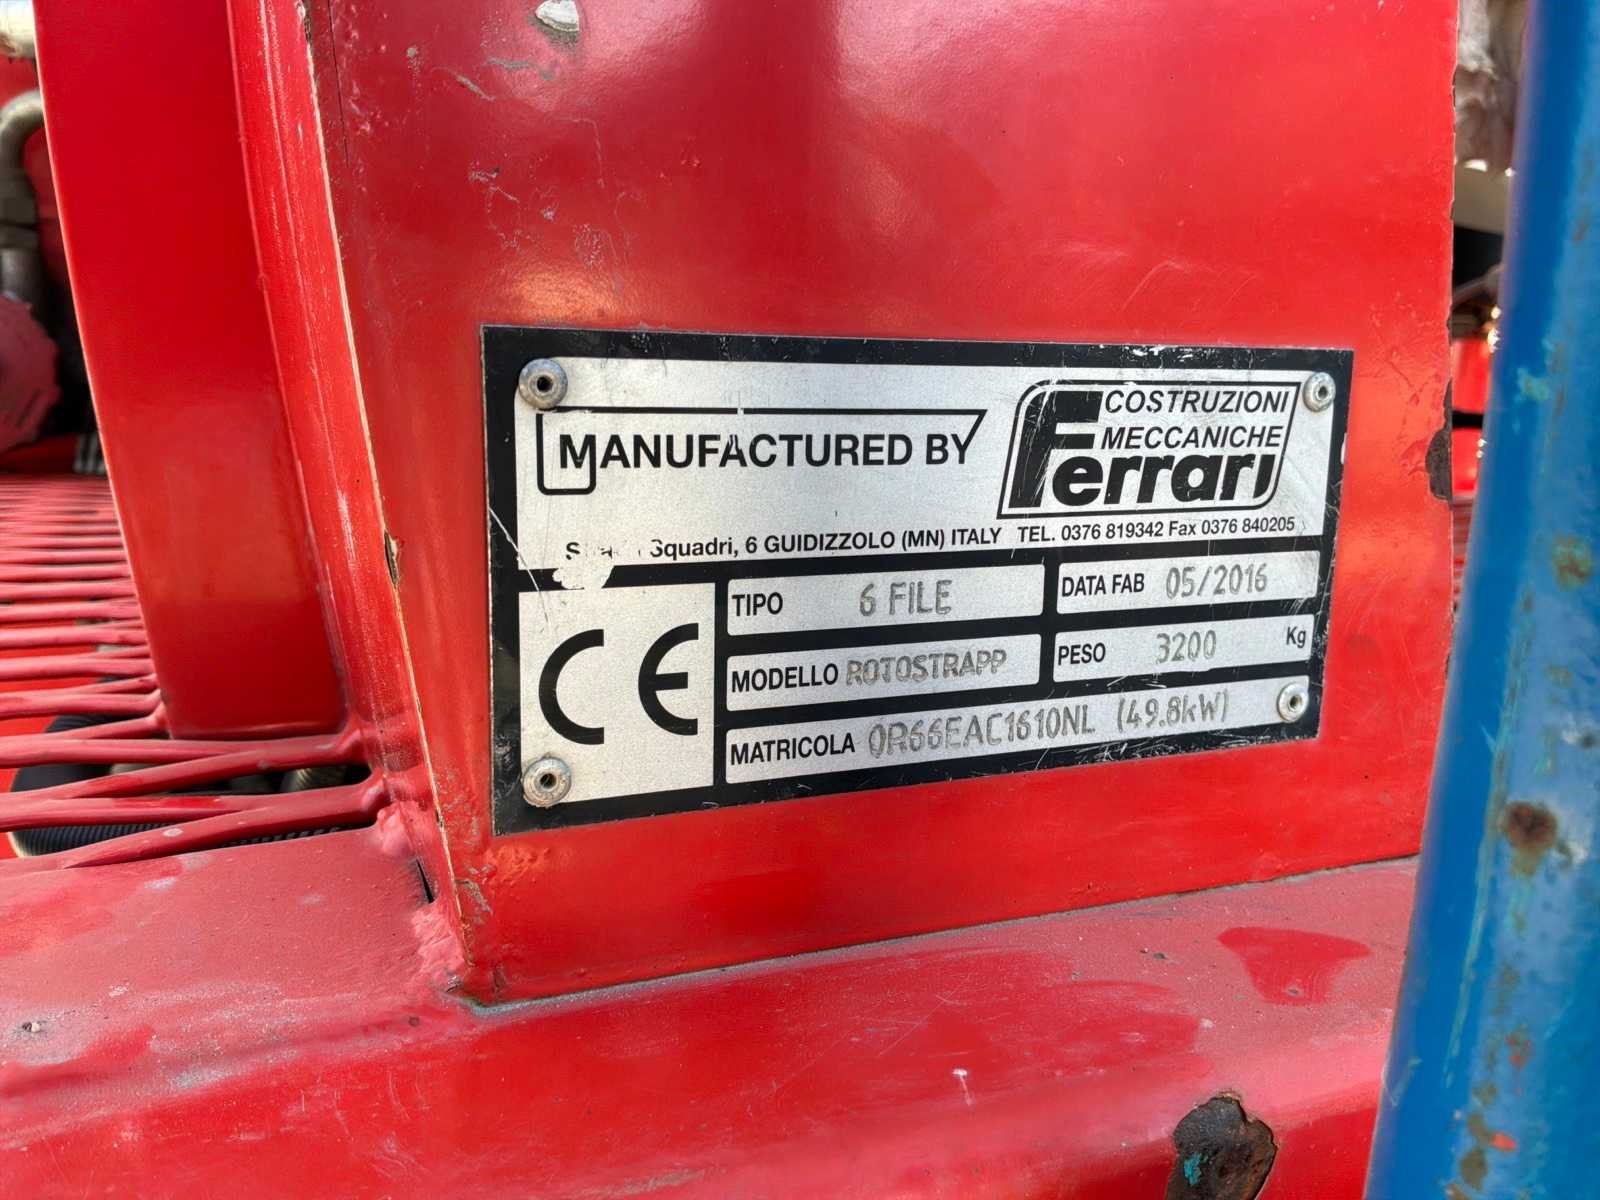 MANUFACTURED BY
COSTRUZIONI
MECCANICHE
Ferrari
Squadri, 6 GUIDIZZOLO (MN) ITALY TEL. 0376 819342 Fax 0376 840205
CE
TIPO 6 FILE
DATA FAB 05/2016
MODELLO ROTOSTRAPP
PESO 3200 Kg
MATRICOLA OR66EAC1610NL (49.8kW)